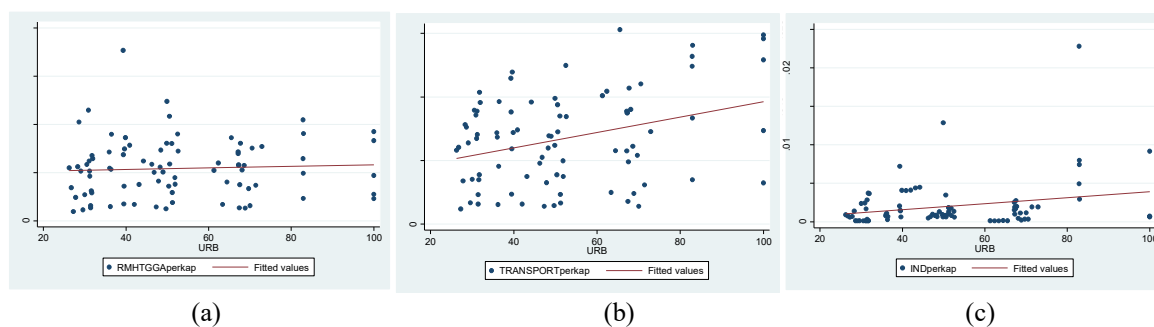 0
20 40 60 80 100
URB
RMHTGGAperkap Fitted values
(a)
0
20 40 60 80 100
URB
TRANSPORTperkap Fitted values
(b)
.02
.01
0
20 40 60 80 100
URB
INDperkap Fitted values
(c)